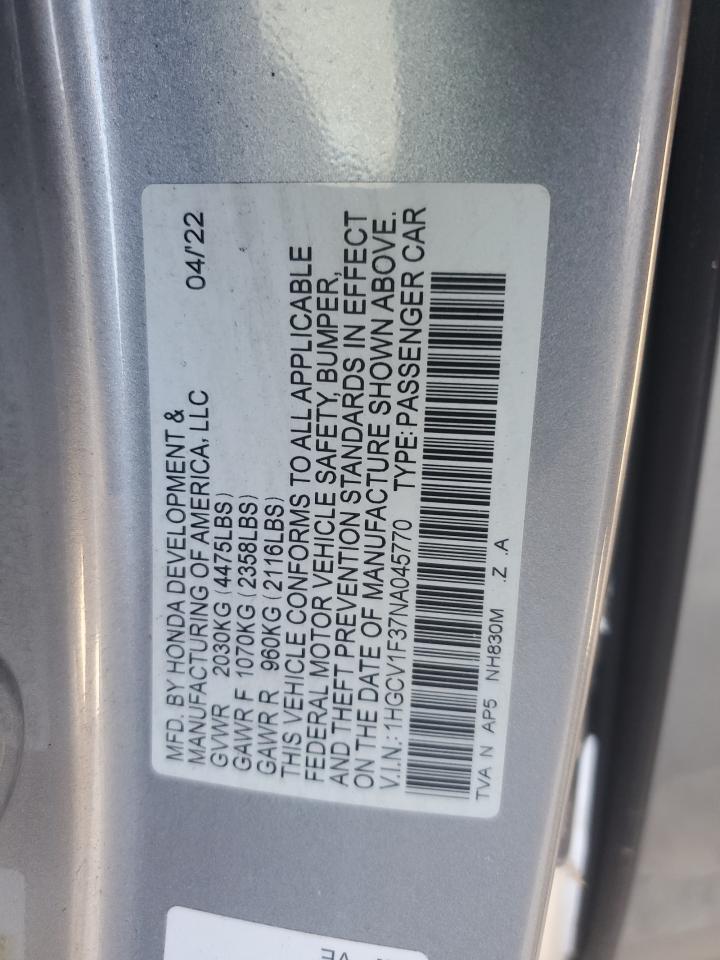 MFD. BY HONDA DEVELOPMENT &
MANUFACTURING OF AMERICA, LLC 04/'22
GVWR 2030KG (4475LBS)
GAWR F 1070KG (2358LBS)
GAWR R 960KG (2116LBS)
THIS VEHICLE CONFORMS TO ALL APPLICABLE
FEDERAL MOTOR VEHICLE SAFETY, BUMPER,
AND THEFT PREVENTION STANDARDS IN EFFECT
ON THE DATE OF MANUFACTURE SHOWN ABOVE.
V.I.N.: 1HGCV1F37NA045770 TYPE: PASSENGER CAR
TVA N AP5 NH830M .Z .A